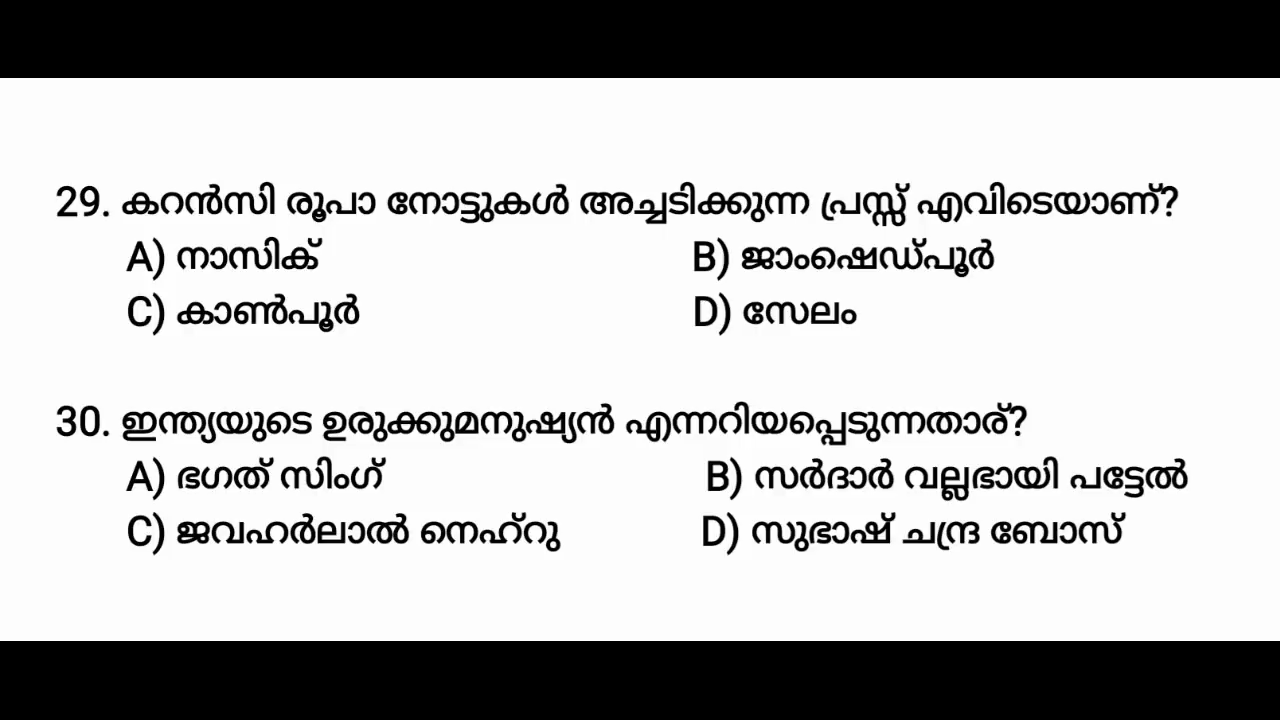 29. കറൻസി രൂപാ നോട്ടുകൾ അച്ചടിക്കുന്ന പ്രസ്സ് എവിടെയാണ്?
A) നാസിക് B) ജാംഷെഡ്പൂർ
C) കാൺപൂർ D) സേലം
30. ഇന്ത്യയുടെ ഉരുക്കുമനുഷ്യൻ എന്നറിയപ്പെടുന്നതാര്?
A) ഭഗത് സിംഗ് B) സർദാർ വല്ലഭായി പട്ടേൽ
C) ജവഹർലാൽ നെഹ്റു D) സുഭാഷ് ചന്ദ്ര ബോസ്